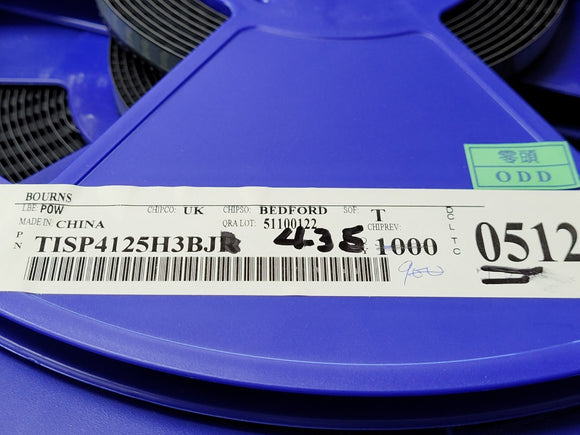 零頭
ODD
BOURNS
LBE: POW CHIPCO: UK CHIPSO: BEDFORD SOF: T
MADE IN: CHINA QRA LOT: 51100122 CHIPREV:
PN TISP4125H3BJR 435 1000
900
DC LTC 0512